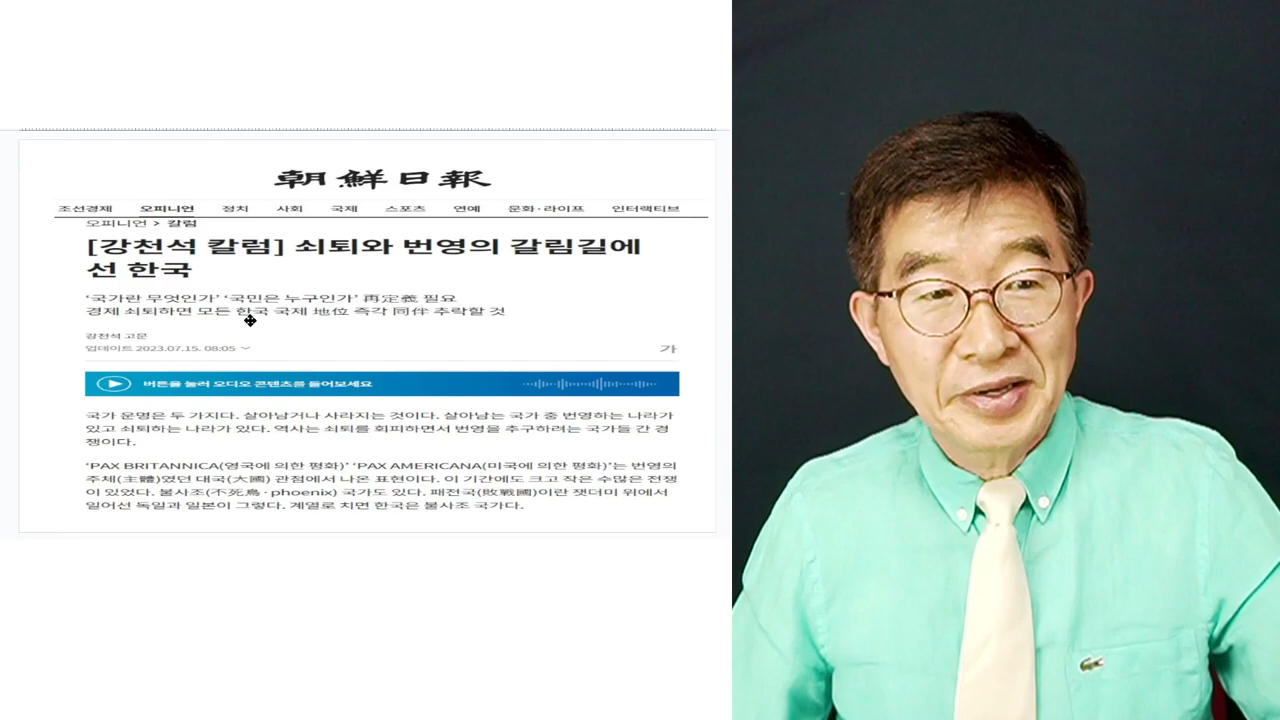 朝鮮日報
조선경제 오피니언 정치 사회 국제 스포츠 연예 문화·라이프 인터랙티브
오피니언 > 칼럼
[강천석 칼럼] 쇠퇴와 번영의 갈림길에
선 한국
‘국가란 무엇인가’ ‘국민은 누구인가’ 再定義 필요
경제 쇠퇴하면 모든 한국 국제 地位 즉각 同伴 추락할 것
강천석 고문
업데이트 2023.07.15. 08:05
가
버튼을 눌러 오디오 콘텐츠를 들어보세요
국가 운명은 두 가지다. 살아남거나 사라지는 것이다. 살아남는 국가 중 번영하는 나라가
있고 쇠퇴하는 나라가 있다. 역사는 쇠퇴를 회피하면서 번영을 추구하려는 국가들 간 경
쟁이다.
‘PAX BRITANNICA(영국에 의한 평화)’ ‘PAX AMERICANA(미국에 의한 평화)’는 번영의
주체(主體)였던 대국(大國) 관점에서 나온 표현이다. 이 기간에도 크고 작은 수많은 전쟁
이 있었다. 불사조(不死鳥·phoenix) 국가도 있다. 패전국(敗戰國)이란 잿더미 위에서
일어선 독일과 일본이 그렇다. 계열로 치면 한국은 불사조 국가다.